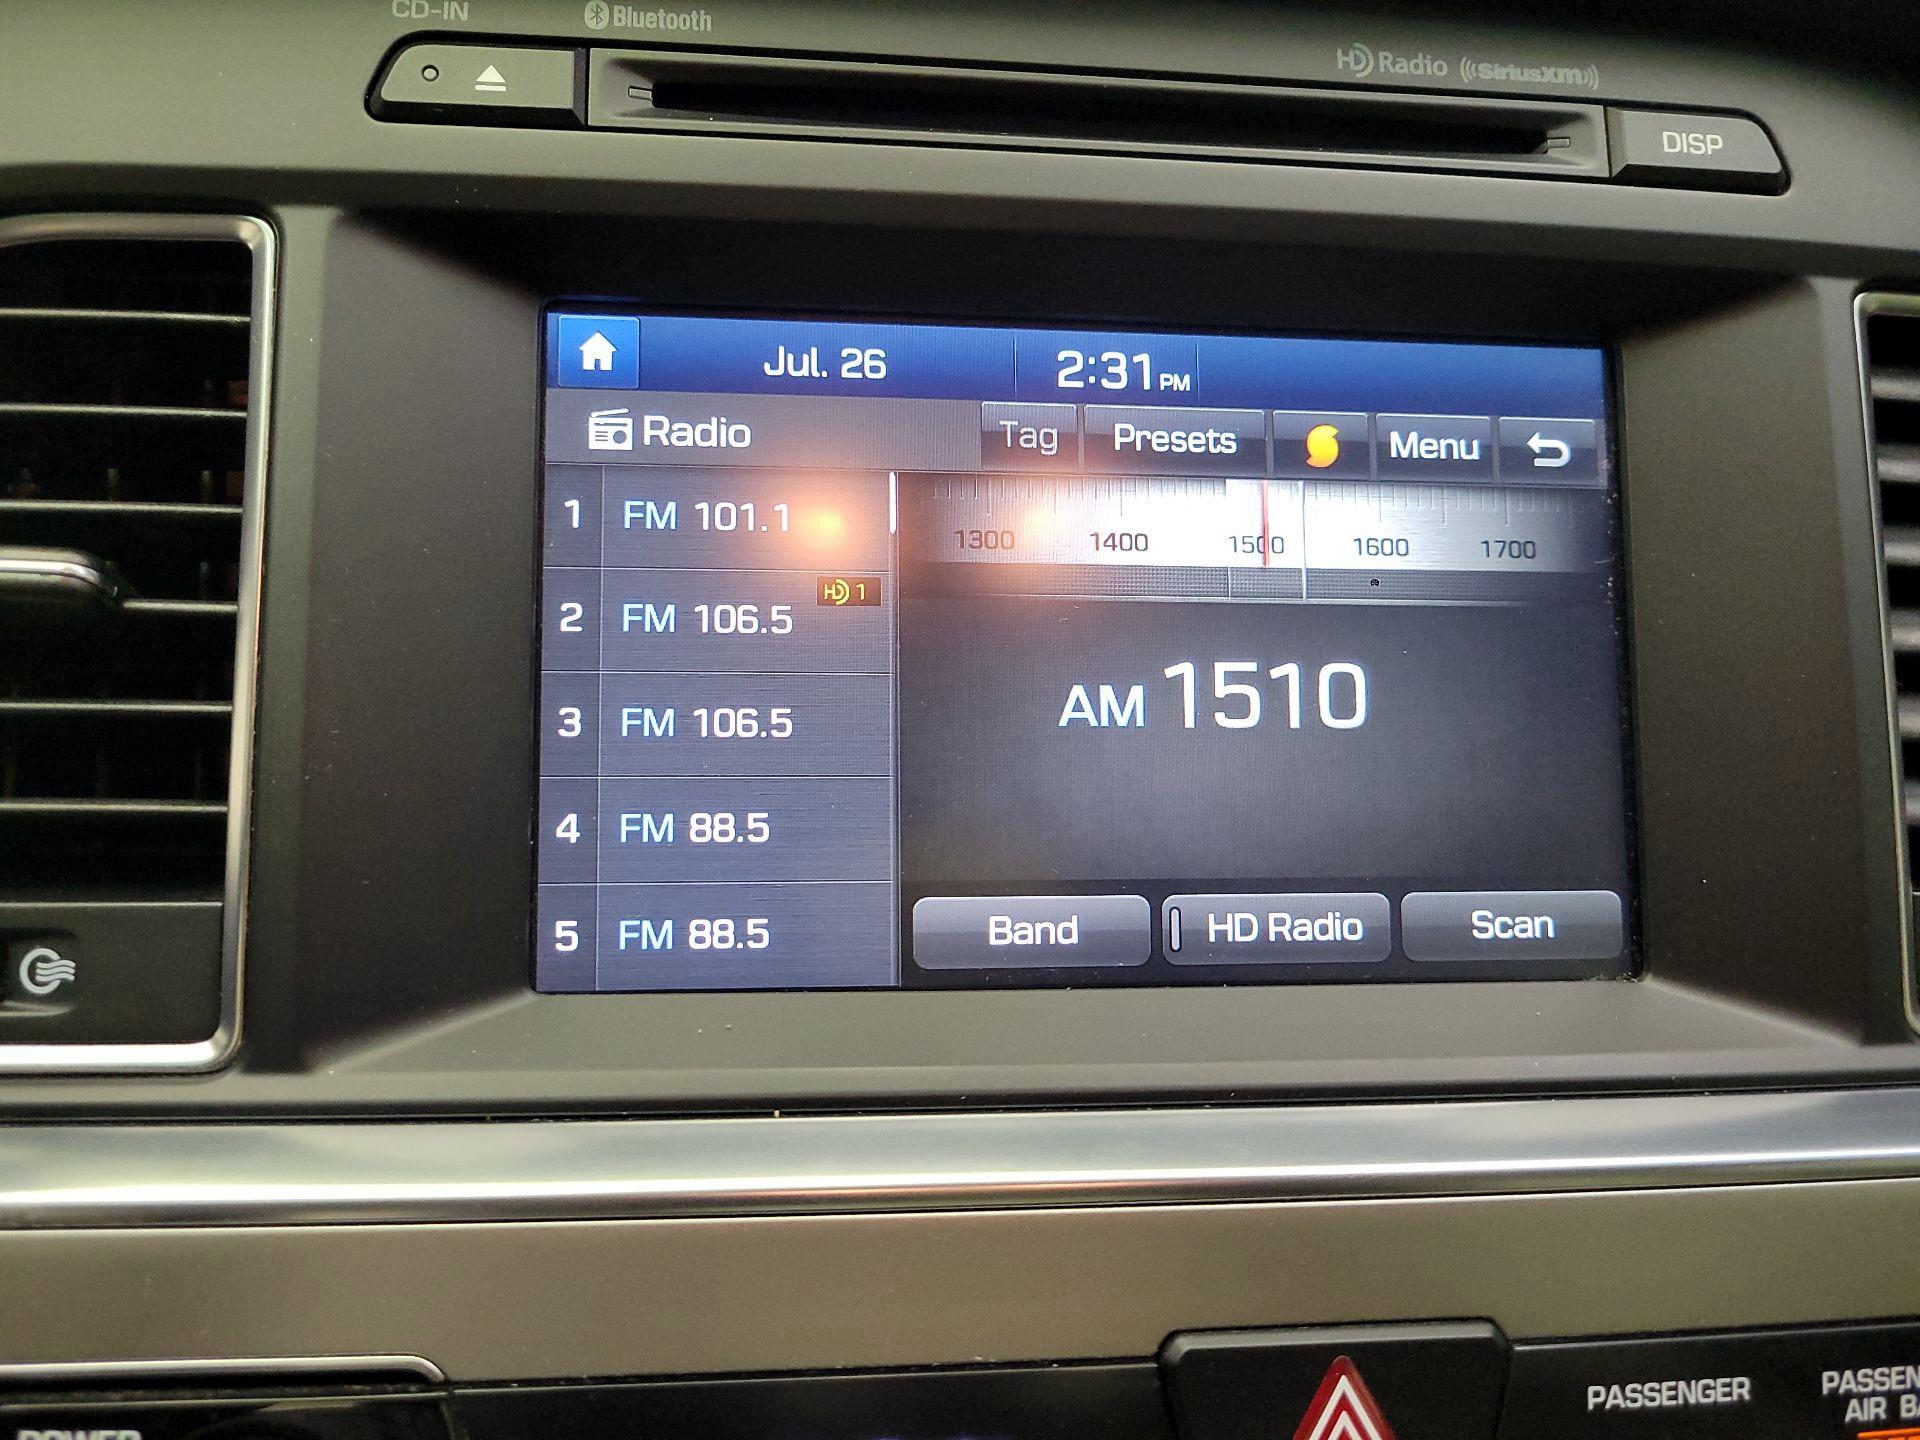 CD-IN
Bluetooth
HD Radio
((SiriusXM))
DISP
Jul. 26
2:31 PM
Radio
Tag
Presets
Menu
1 FM 101.1
HD 1
2 FM 106.5
3 FM 106.5
4 FM 88.5
5 FM 88.5
1300 1400 1500 1600 1700
AM 1510
Band
HD Radio
Scan
PASSENGER
AIR
POWER